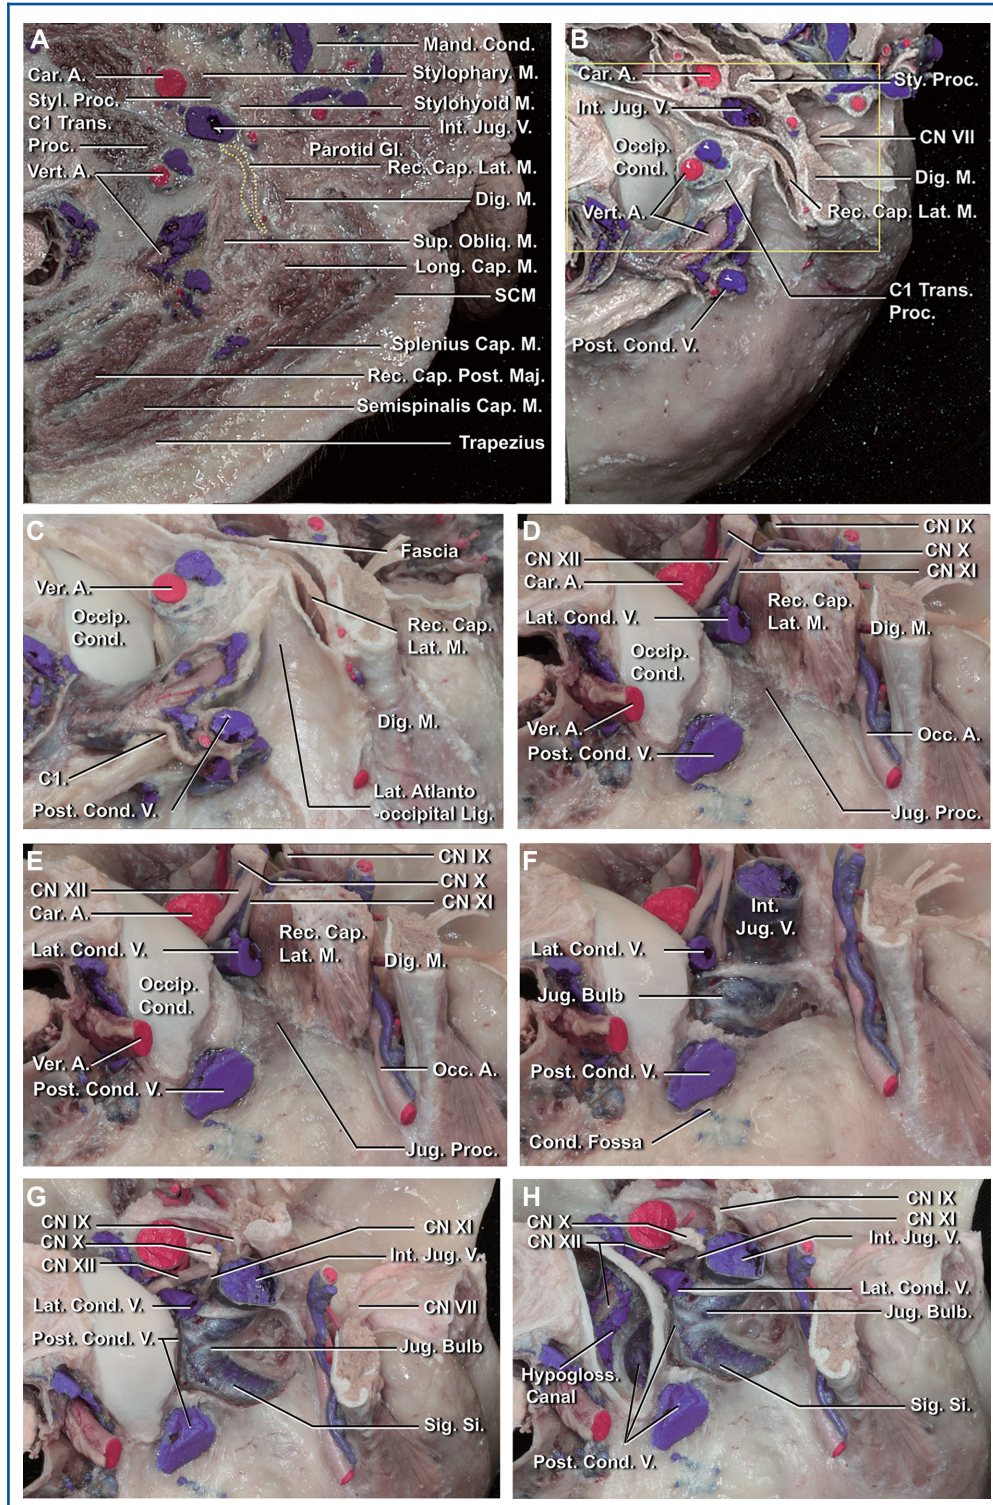 A
Mand. Cond.
Car. A.
Stylophary. M.
Styl. Proc.
Stylohyoid M.
C1 Trans.
Proc.
Int. Jug. V.
Parotid Gl.
Vert. A.
Rec. Cap. Lat. M.
Dig. M.
Sup. Obliq. M.
Long. Cap. M.
SCM
Splenius Cap. M.
Rec. Cap. Post. Maj.
Semispinalis Cap. M.
Trapezius
B
Car. A.
Sty. Proc.
Int. Jug. V.
CN VII
Occip.
Cond.
Dig. M.
Vert. A.
Rec. Cap. Lat. M.
C1 Trans.
Proc.
Post. Cond. V.
C
Fascia
Ver. A.
Occip.
Cond.
Rec. Cap.
Lat. M.
Dig. M.
C1.
Post. Cond. V.
Lat. Atlanto
-occipital Lig.
D
CN IX
CN X
CN XII
CN XI
Car. A.
Lat. Cond. V.
Rec. Cap.
Lat. M.
Dig. M.
Occip.
Cond.
Ver. A.
Occ. A.
Post. Cond. V.
Jug. Proc.
E
CN IX
CN X
CN XII
CN XI
Car. A.
Lat. Cond. V.
Rec. Cap.
Lat. M.
Dig. M.
Occip.
Cond.
Ver. A.
Occ. A.
Post. Cond. V.
Jug. Proc.
F
Int.
Jug. V.
Lat. Cond. V.
Jug. Bulb
Post. Cond. V.
Cond. Fossa
G
CN IX
CN XI
CN X
Int. Jug. V.
CN XII
Lat. Cond. V.
CN VII
Post. Cond. V.
Jug. Bulb
Sig. Si.
H
CN IX
CN X
CN XI
CN XII
Int. Jug. V.
Lat. Cond. V.
Jug. Bulb.
Hypogloss.
Canal
Sig. Si.
Post. Cond. V.